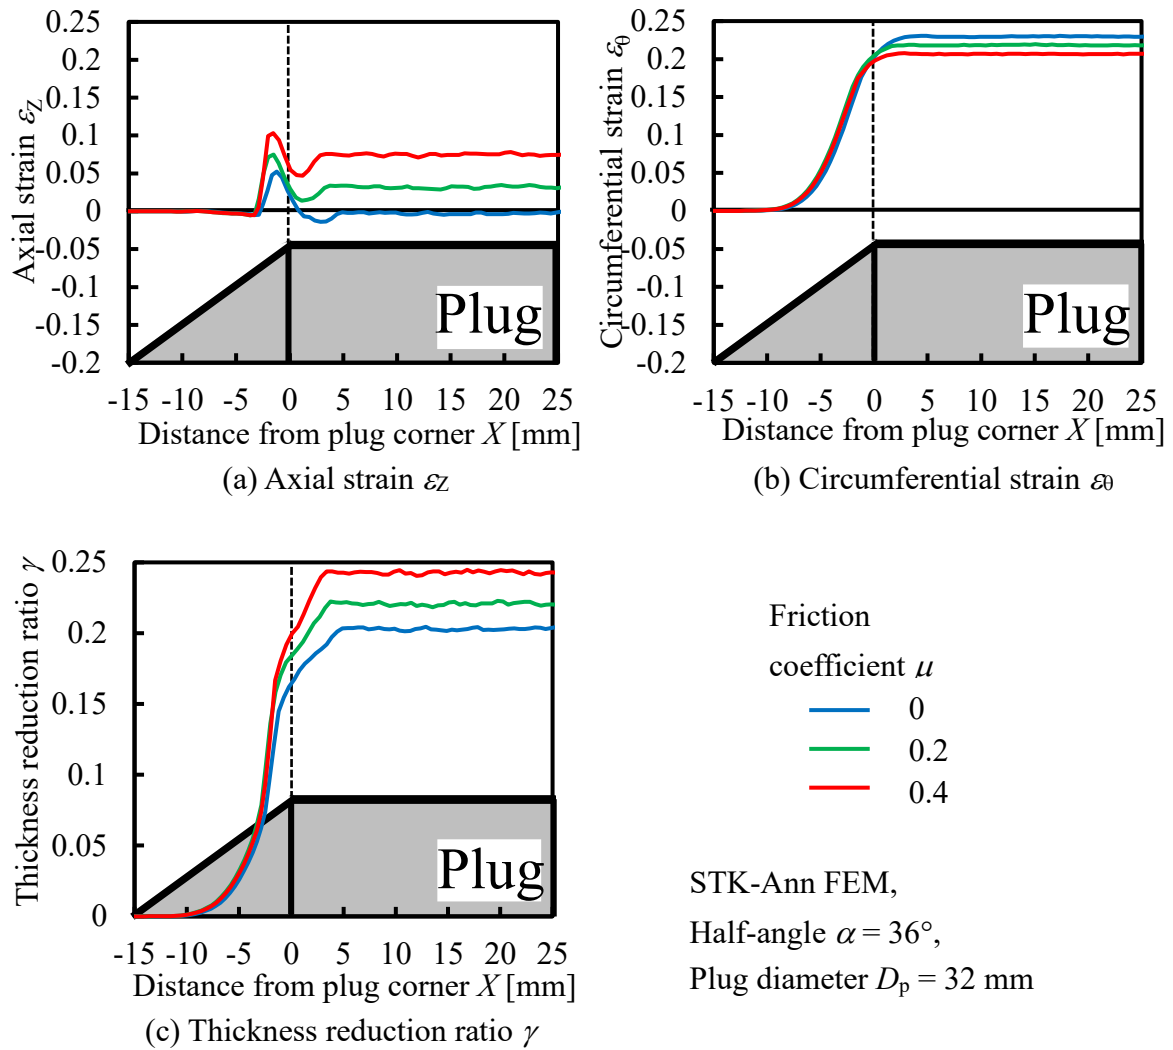 Axial strain εZ
0.25
0.2
0.15
0.1
0.05
0
-0.05
-0.1
-0.15
-0.2
Plug
-15 -10 -5 0 5 10 15 20 25
Distance from plug corner X [mm]
(a) Axial strain εZ
Circumferential strain εθ
0.25
0.2
0.15
0.1
0.05
0
-0.05
-0.1
-0.15
-0.2
Plug
-15 -10 -5 0 5 10 15 20 25
Distance from plug corner X [mm]
(b) Circumferential strain εθ
Thickness reduction ratio γ
0.25
0.2
0.15
0.1
0.05
0
Plug
-15 -10 -5 0 5 10 15 20 25
Distance from plug corner X [mm]
(c) Thickness reduction ratio γ
Friction
coefficient μ
0
0.2
0.4
STK-Ann FEM,
Half-angle α = 36°,
Plug diameter Dp = 32 mm